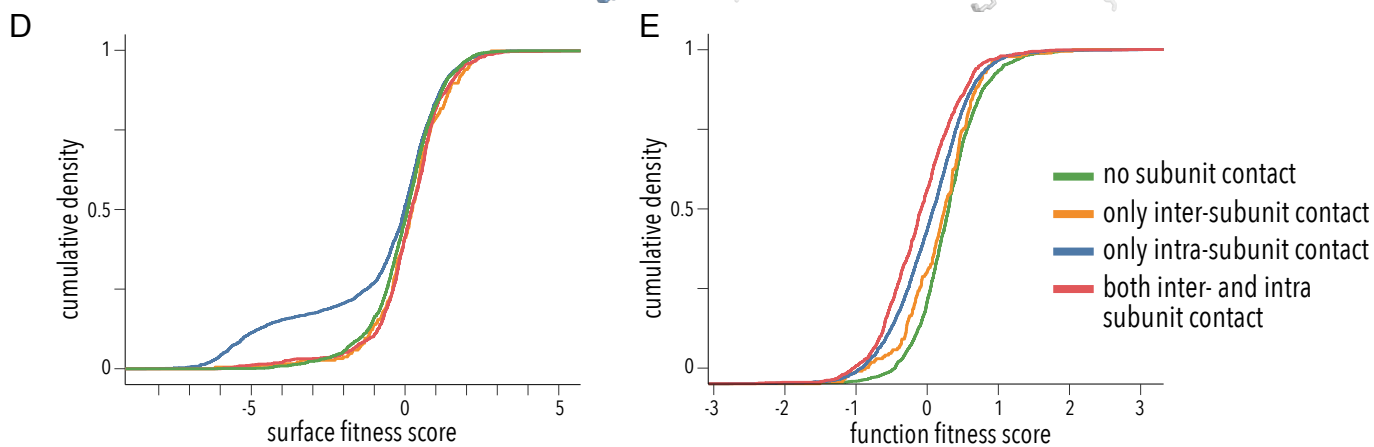 D
1
0.5
0
cumulative density
-5
0
5
surface fitness score
E
1
0.5
0
cumulative density
-3
-2
-1
0
1
2
3
function fitness score
no subunit contact
only inter-subunit contact
only intra-subunit contact
both inter- and intra
subunit contact